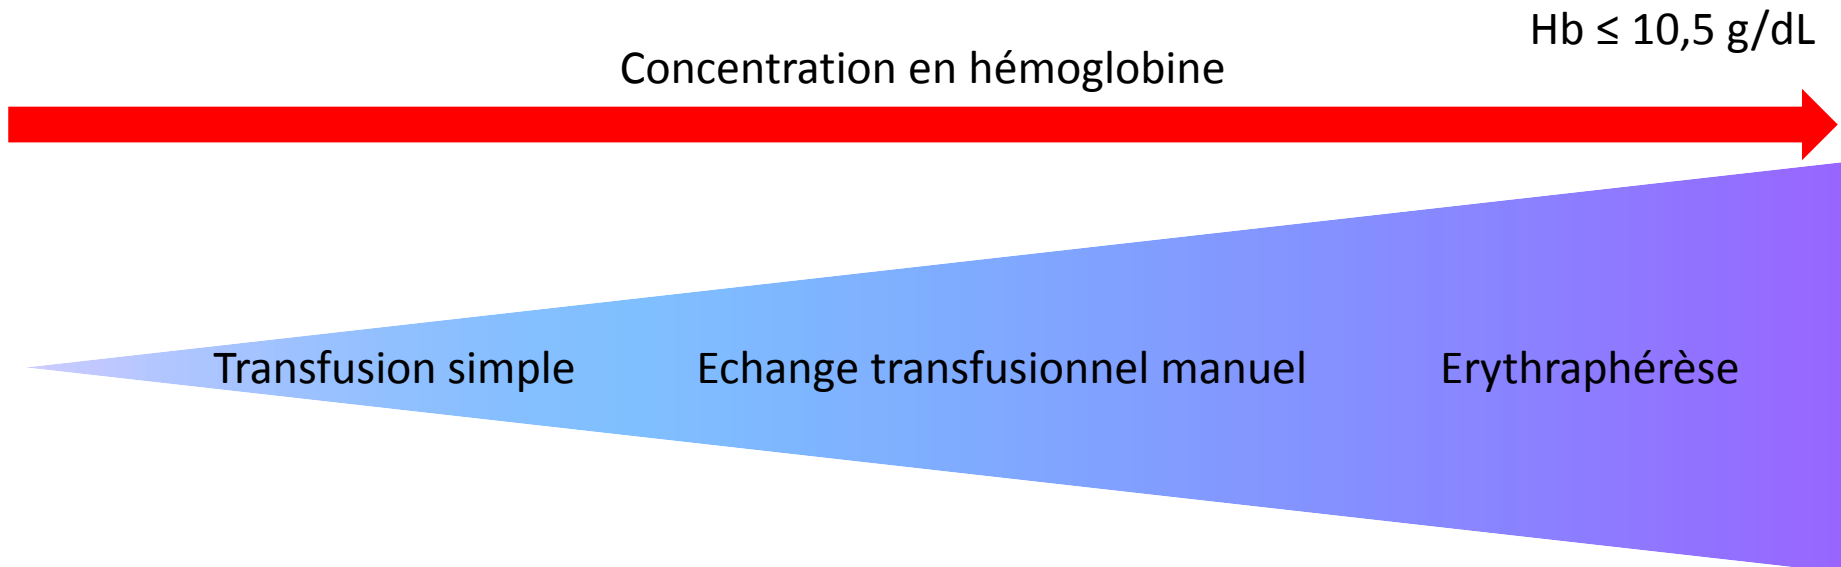 Hb ≤ 10,5 g/dL
Concentration en hémoglobine
Transfusion simple
Echange transfusionnel manuel
Erythraphérèse